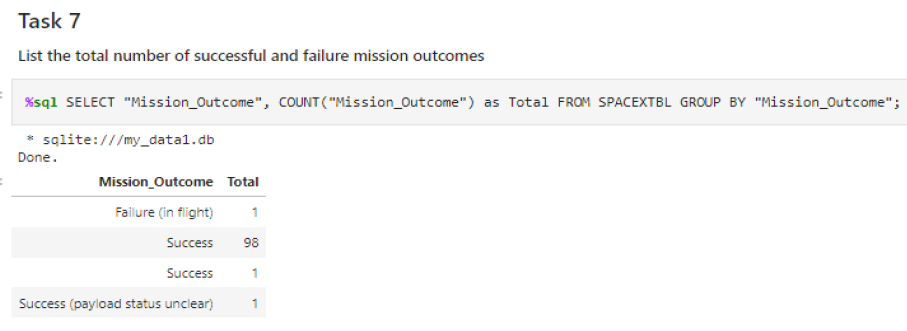 Task 7
List the total number of successful and failure mission outcomes
%sql SELECT "Mission_Outcome", COUNT("Mission_Outcome") as Total FROM SPACEXTBL GROUP BY "Mission_Outcome";
* sqlite:///my_data1.db
Done.
Mission_Outcome Total
Failure (in flight) 1
Success 98
Success 1
Success (payload status unclear) 1